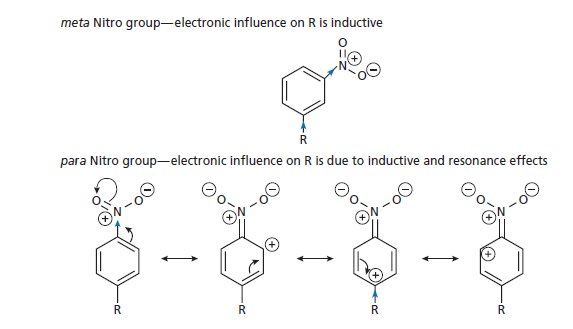 meta Nitro group—electronic influence on R is inductive
O
N + O −
R
para Nitro group—electronic influence on R is due to inductive and resonance effects
− − − − − − −
O O O O O O O O
+ N + N + N + N
+ + +
R R R R